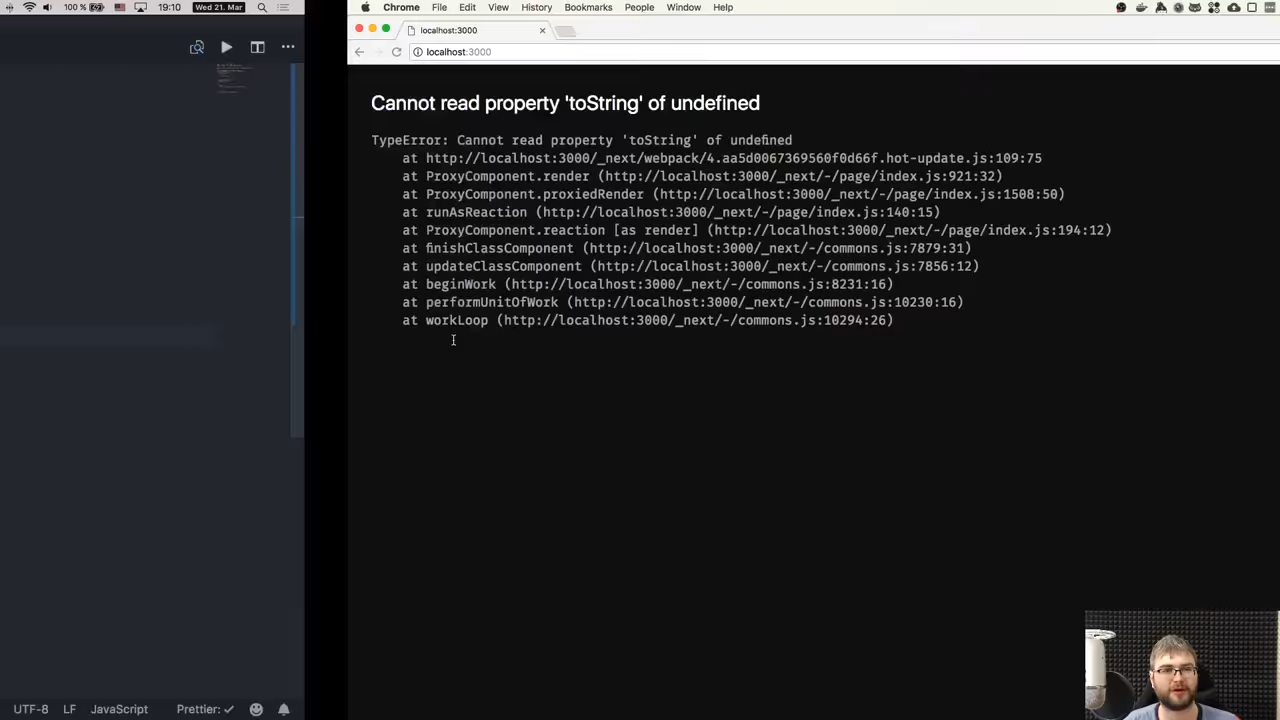 100 %
19:10
Wed 21. Mar
Chrome File Edit View History Bookmarks People Window Help
localhost:3000
localhost:3000
Cannot read property 'toString' of undefined
TypeError: Cannot read property 'toString' of undefined
at http://localhost:3000/_next/webpack/4.aa5d0067369560f0d66f.hot-update.js:109:75
at ProxyComponent.render (http://localhost:3000/_next/-/page/index.js:921:32)
at ProxyComponent.proxiedRender (http://localhost:3000/_next/-/page/index.js:1508:50)
at runAsReaction (http://localhost:3000/_next/-/page/index.js:140:15)
at ProxyComponent.reaction [as render] (http://localhost:3000/_next/-/page/index.js:194:12)
at finishClassComponent (http://localhost:3000/_next/-/commons.js:7879:31)
at updateClassComponent (http://localhost:3000/_next/-/commons.js:7856:12)
at beginWork (http://localhost:3000/_next/-/commons.js:8231:16)
at performUnitOfWork (http://localhost:3000/_next/-/commons.js:10230:16)
at workLoop (http://localhost:3000/_next/-/commons.js:10294:26)
UTF-8 LF JavaScript Prettier: ✓